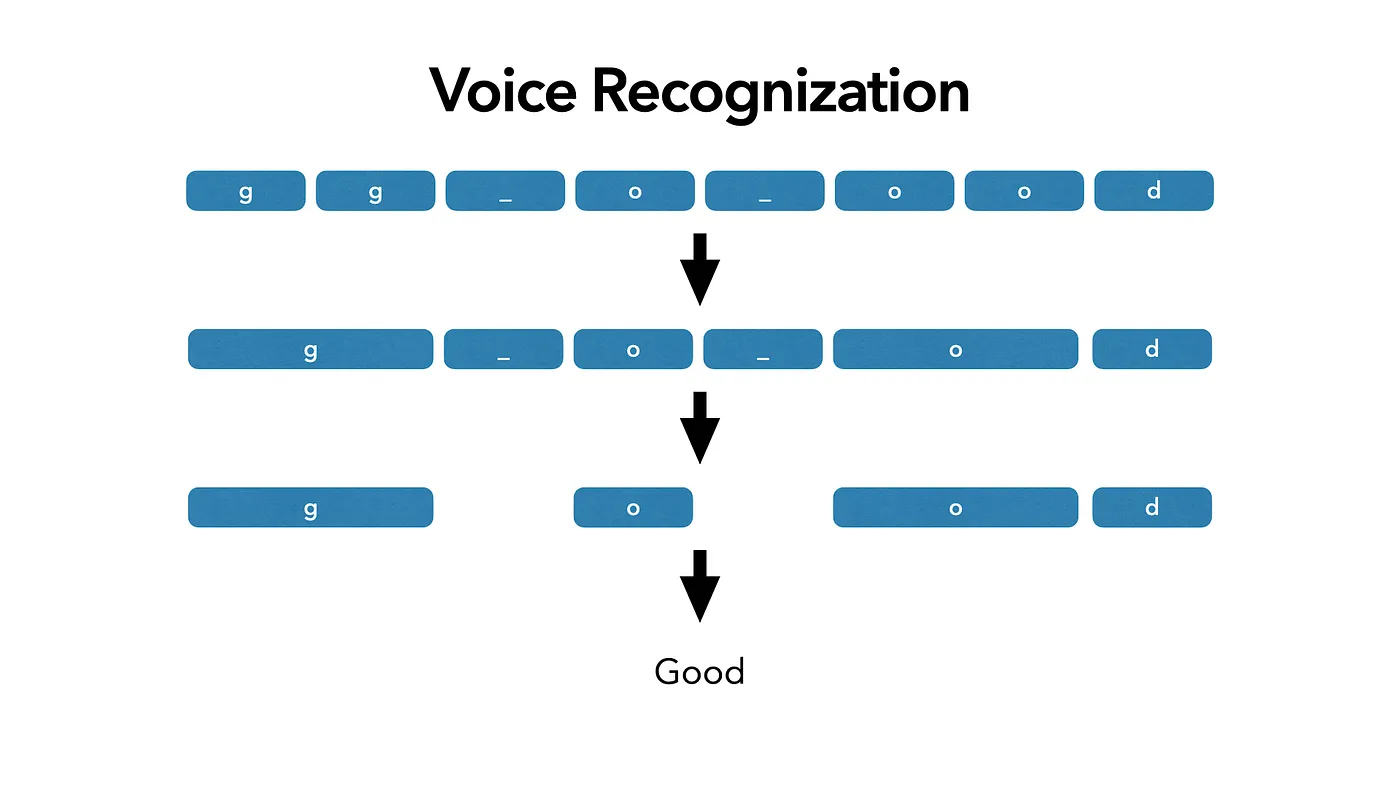 Voice Recognization
g g _ o _ o o d
g _ o _ o d
g o o d
Good